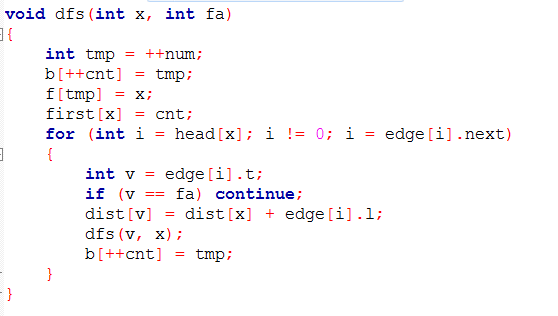 void dfs(int x, int fa)
{
    int tmp = ++num;
    b[++cnt] = tmp;
    f[tmp] = x;
    first[x] = cnt;
    for (int i = head[x]; i != 0; i = edge[i].next)
    {
        int v = edge[i].t;
        if (v == fa) continue;
        dist[v] = dist[x] + edge[i].l;
        dfs(v, x);
        b[++cnt] = tmp;
    }
}